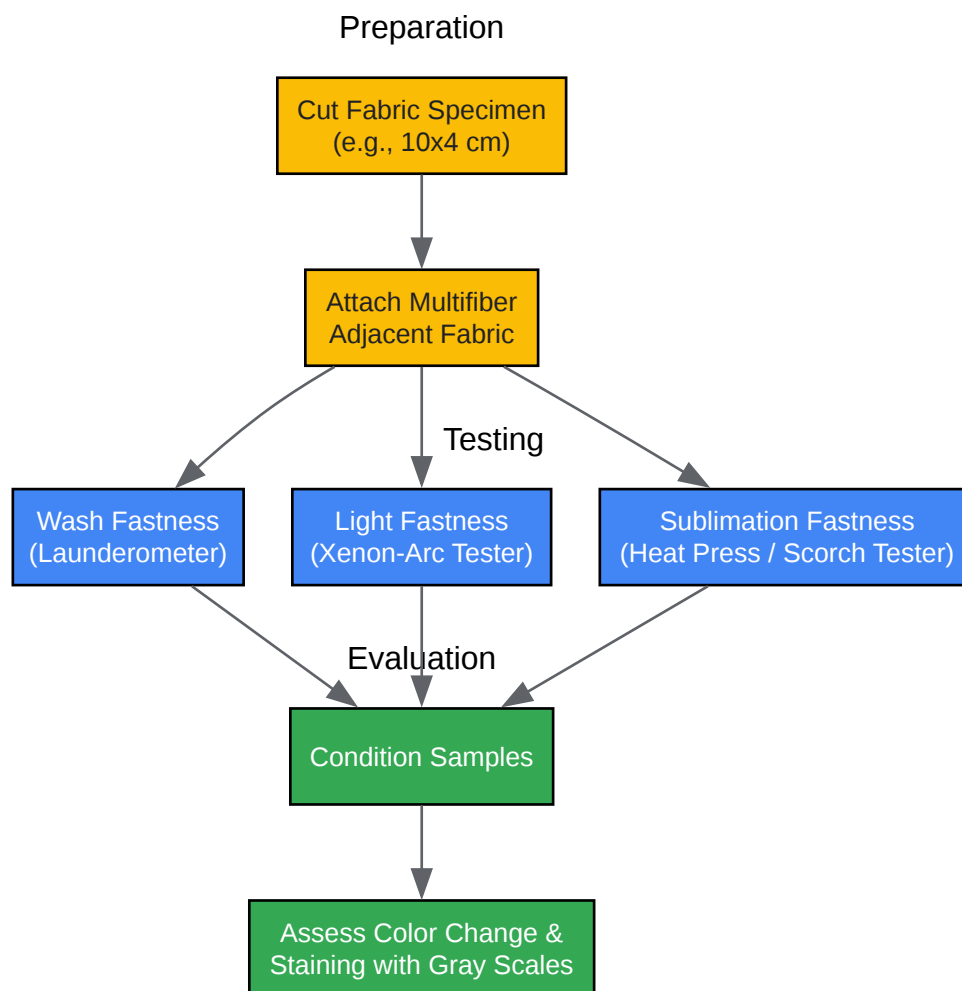 Preparation
Cut Fabric Specimen
(e.g., 10x4 cm)
Attach Multifiber
Adjacent Fabric
Testing
Wash Fastness
(Launderometer)
Light Fastness
(Xenon-Arc Tester)
Sublimation Fastness
(Heat Press / Scorch Tester)
Evaluation
Condition Samples
Assess Color Change &
Staining with Gray Scales